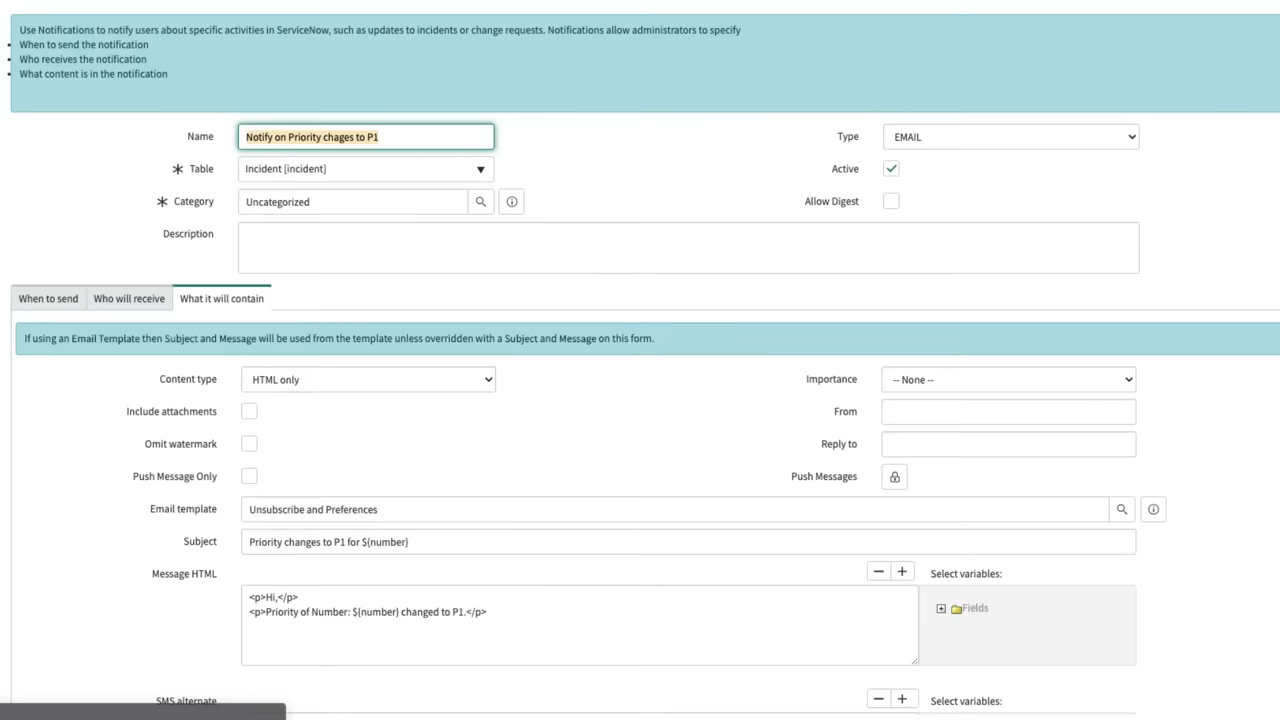 Use Notifications to notify users about specific activities in ServiceNow, such as updates to incidents or change requests. Notifications allow administrators to specify
When to send the notification
Who receives the notification
What content is in the notification
Name
Notify on Priority chages to P1
Type
EMAIL
Table
Incident [incident]
Active
Category
Uncategorized
Allow Digest
Description
When to send
Who will receive
What it will contain
If using an Email Template then Subject and Message will be used from the template unless overridden with a Subject and Message on this form.
Content type
HTML only
Importance
-- None --
Include attachments
From
Omit watermark
Reply to
Push Message Only
Push Messages
Email template
Unsubscribe and Preferences
Subject
Priority changes to P1 for ${number}
Message HTML
Select variables:
<p>Hi,</p>
<p>Priority of Number: ${number} changed to P1.</p>
Fields
SMS alternate
Select variables: